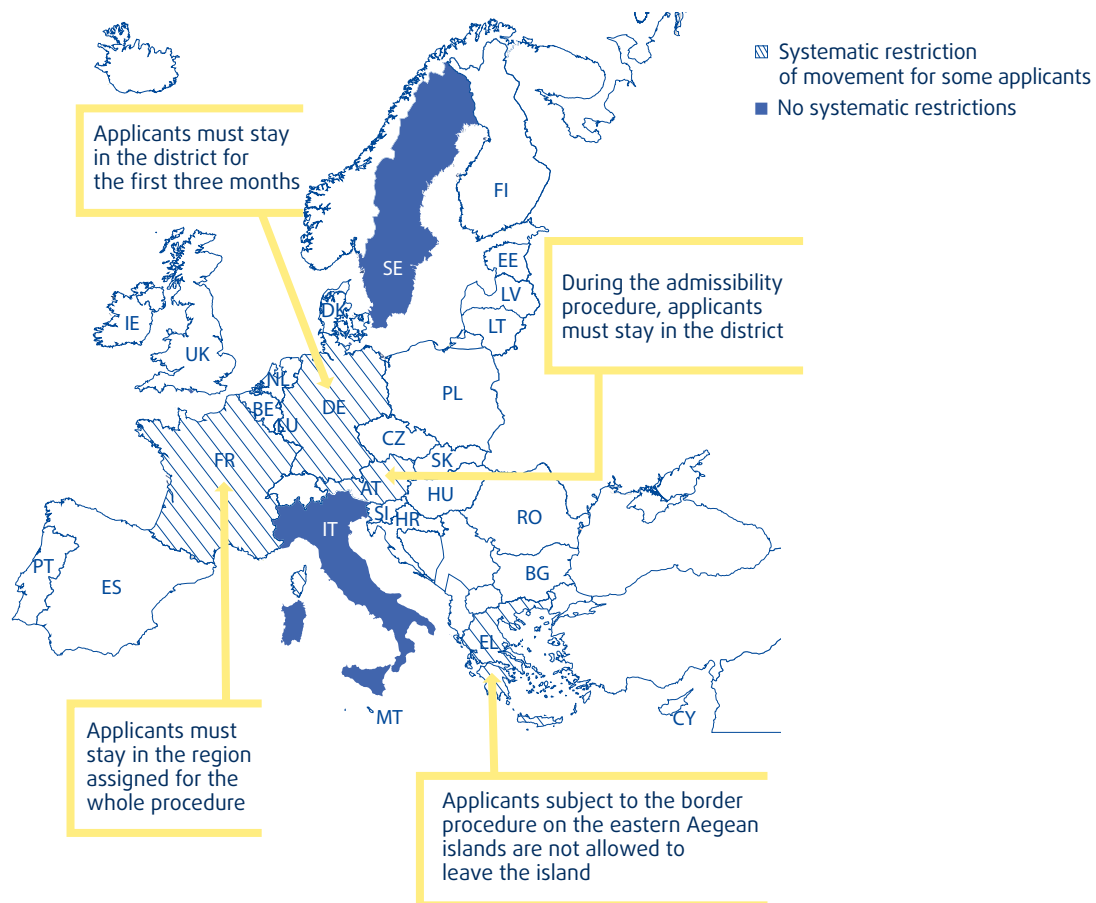 Systematic restriction
of movement for some applicants
No systematic restrictions
Applicants must stay
in the district for
the first three months
FI
SE
EE
During the admissibility
procedure, applicants
must stay in the district
LV
DK
IE
LT
UK
NL
PL
BE
DE
LU
CZ
FR
SK
AT
HU
SI
HR
RO
IT
PT
BG
ES
EL
MT
CY
Applicants must
stay in the region
assigned for the
whole procedure
Applicants subject to the border
procedure on the eastern Aegean
islands are not allowed to
leave the island